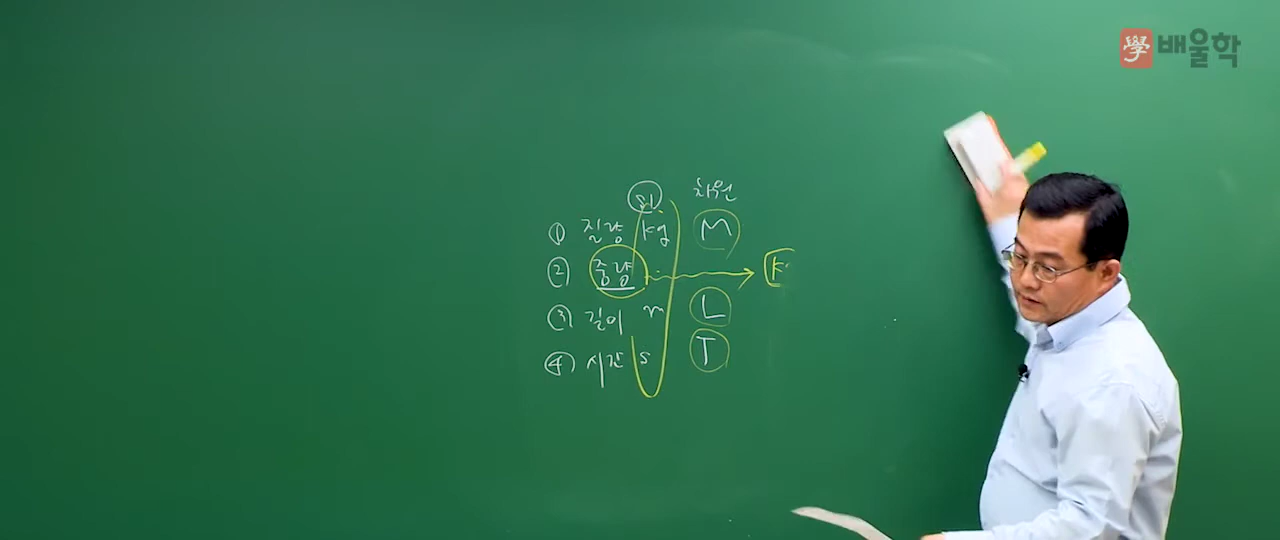 學 배울학
단위 차원
① 질량 kg M
② 중량
③ 길이 m L
④ 시간 s T